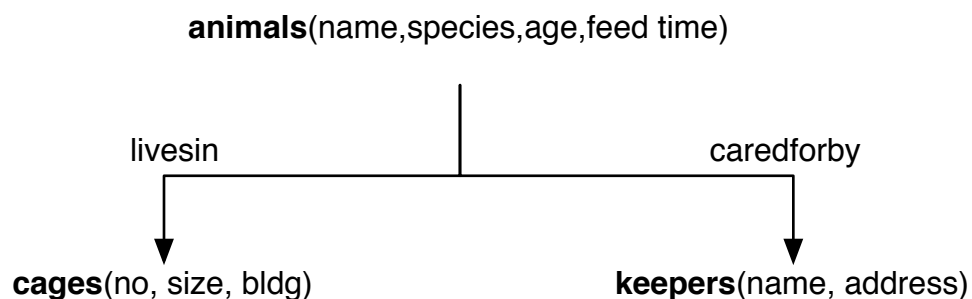 animals(name,species,age,feed time)
livesin
caredforby
cages(no, size, bldg)
keepers(name, address)